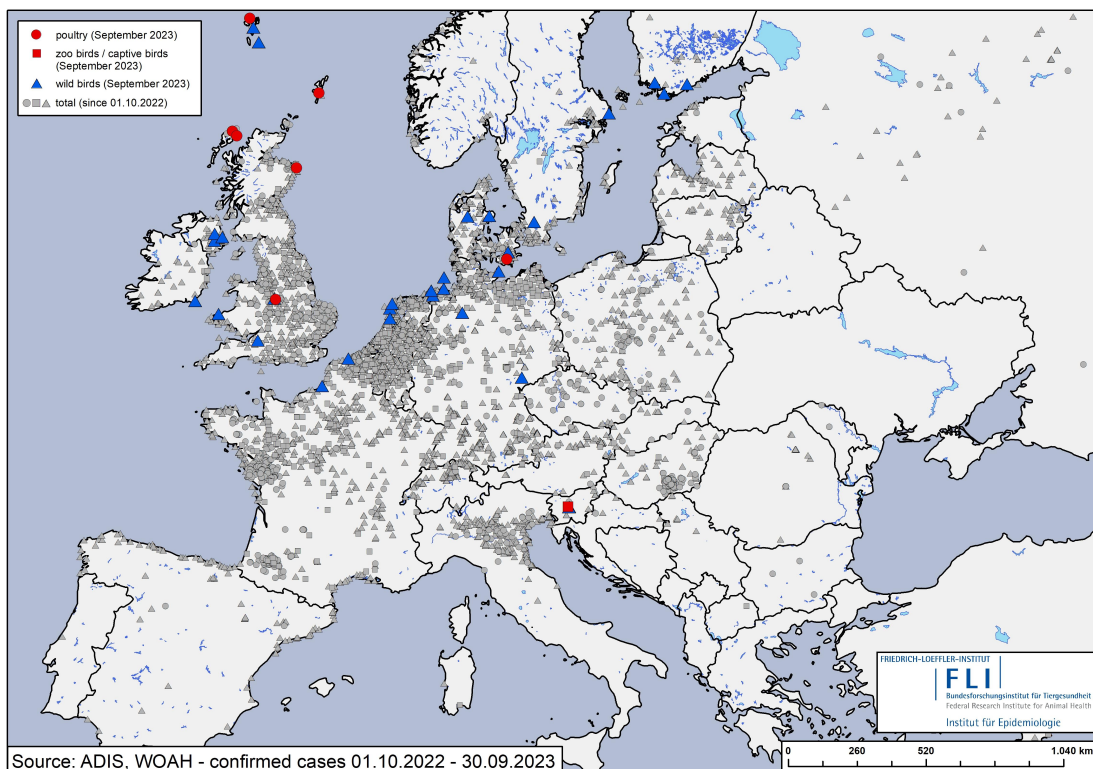 poultry (September 2023)
zoo birds / captive birds
(September 2023)
wild birds (September 2023)
total (since 01.10.2022)
FRIEDRICH-LOEFFLER-INSTITUT
FLI
Bundesforschungsinstitut für Tiergesundheit
Federal Research Institute for Animal Health
Institut für Epidemiologie
Source: ADIS, WOAH - confirmed cases 01.10.2022 - 30.09.2023
0 260 520 1.040 km